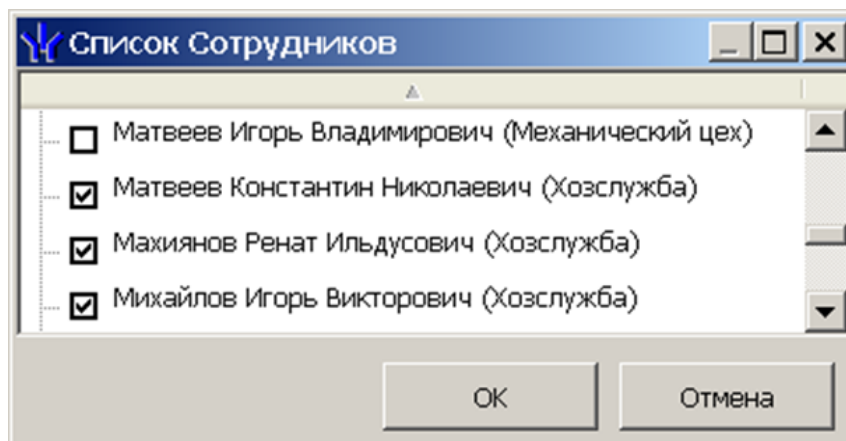 Список Сотрудников
Матвеев Игорь Владимирович (Механический цех)
Матвеев Константин Николаевич (Хозслужба)
Махиянов Ренат Ильдусович (Хозслужба)
Михайлов Игорь Викторович (Хозслужба)
OK Отмена